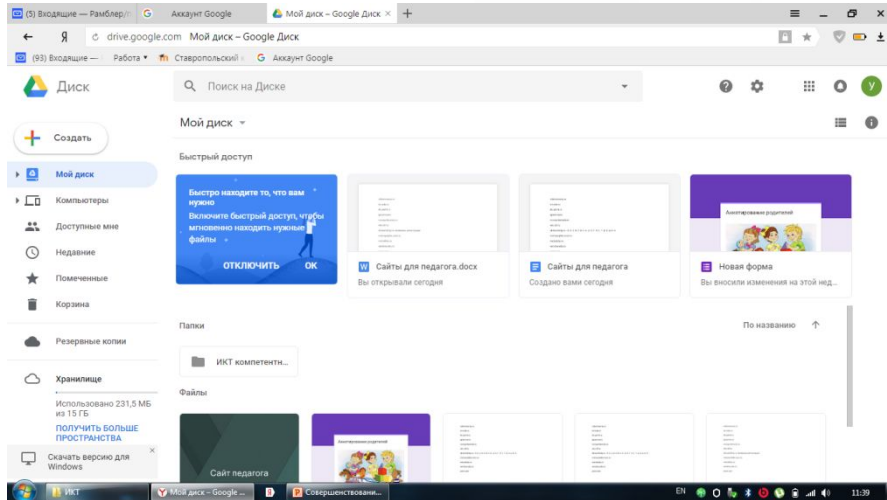 (5) Входящие — Рамблер/п
Аккаунт Google
Мой диск – Google Диск
drive.google.com Мой диск – Google Диск
(93) Входящие —
Работа
Ставропольский к
Аккаунт Google
Диск
Поиск на Диске
У
Создать
Мой диск
Мой диск
Компьютеры
Доступные мне
Недавние
Помеченные
Корзина
Резервные копии
Хранилище
Использовано 231,5 МБ
из 15 ГБ
ПОЛУЧИТЬ БОЛЬШЕ
ПРОСТРАНСТВА
Скачать версию для
Windows
Быстрый доступ
Быстро находите то, что вам
нужно
Включите быстрый доступ, чтобы
мгновенно находить нужные
файлы
ОТКЛЮЧИТЬ ОК
Сайты для педагога.docx
Вы открывали сегодня
Сайты для педагога
Создано вами сегодня
Анкетирование родителей
Новая форма
Вы вносили изменения на этой нед...
Папки
По названию
ИКТ компетентн...
Файлы
Сайт педагога
Анкетирование родителей
ИКТ
Мой диск – Google ...
Совершенствовани...
EN
11:39